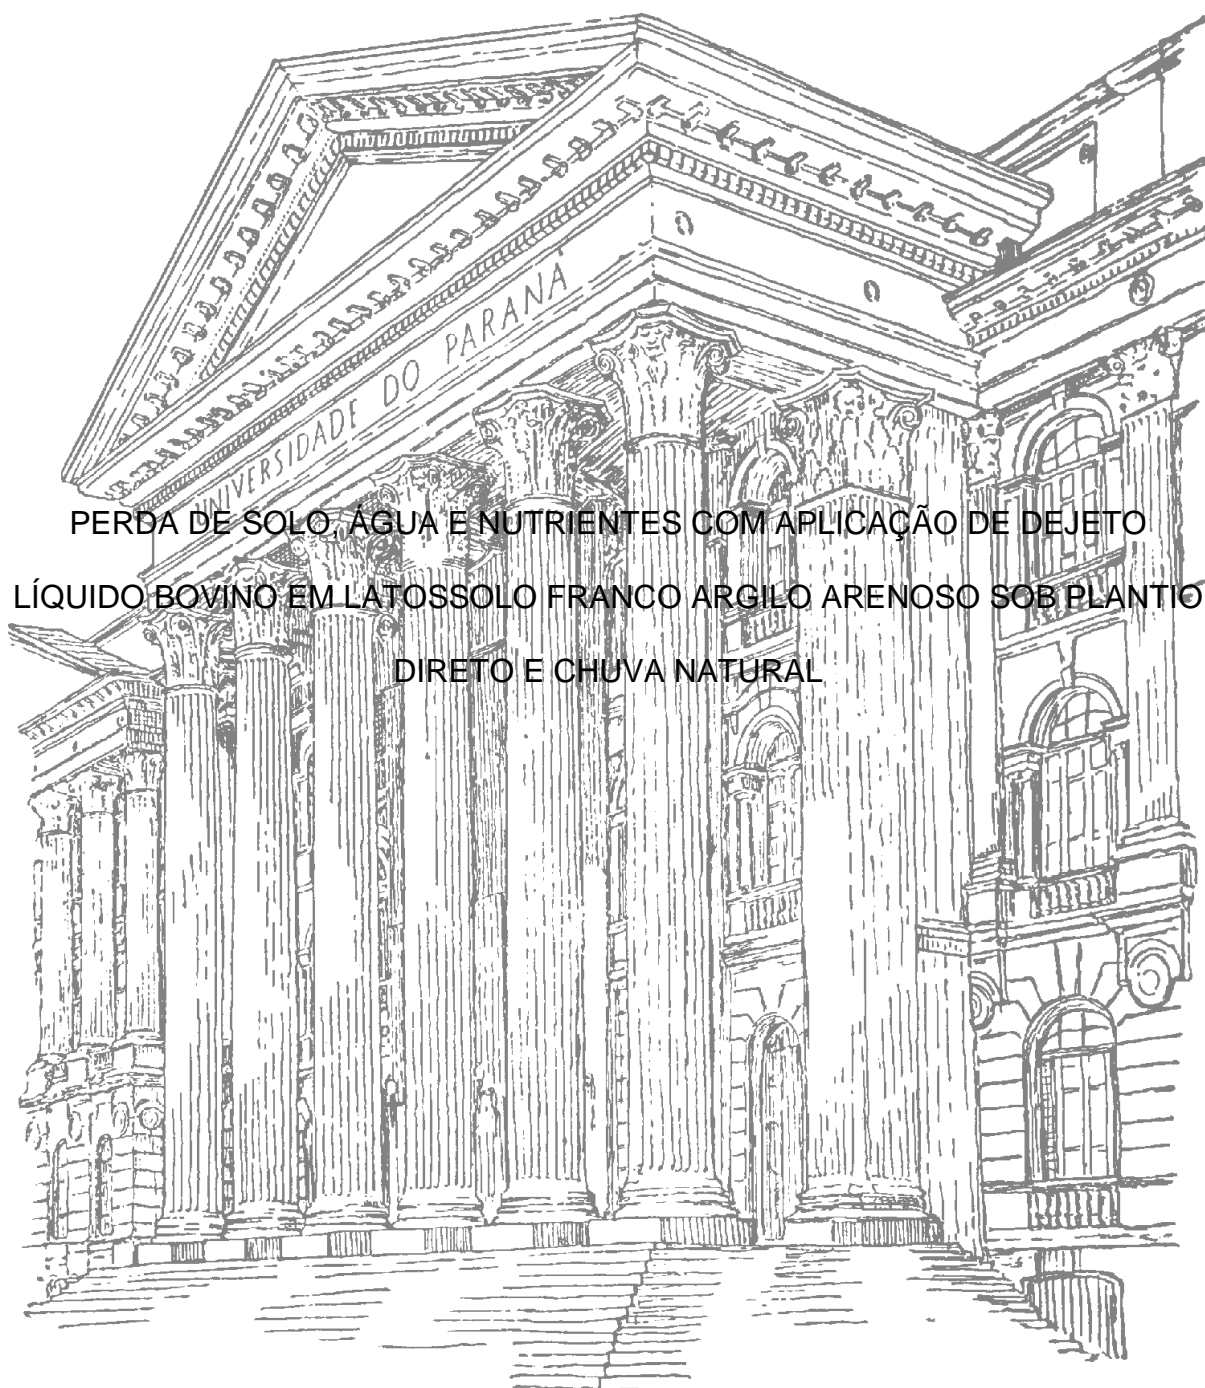 UNIVERSIDADE DO PARANÁ
PERDA DE SOLO, ÁGUA E NUTRIENTES COM APLICAÇÃO DE DEJETO
LÍQUIDO BOVINO EM LATOSSOLO FRANCO ARGILO ARENOSO SOB PLANTIO
DIRETO E CHUVA NATURAL